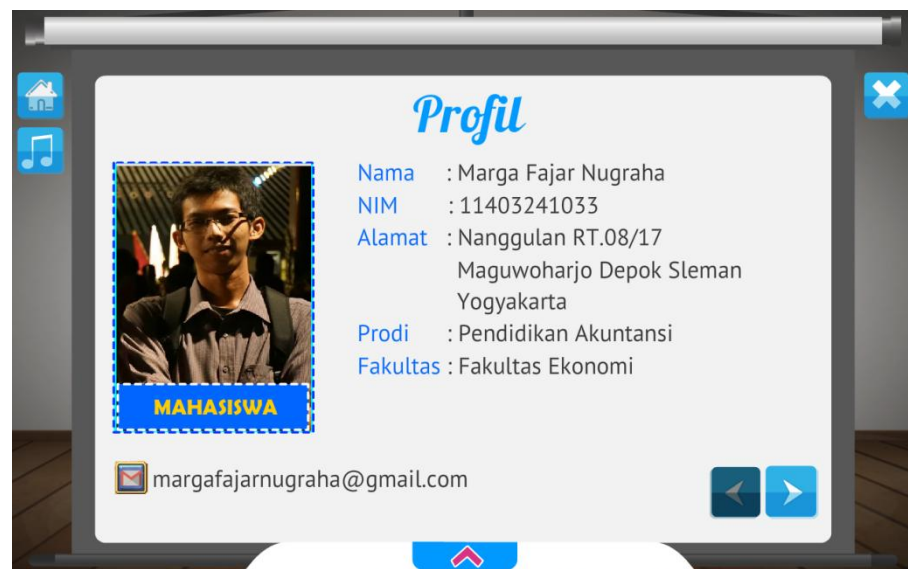 Profil
Nama : Marga Fajar Nugraha
NIM : 11403241033
Alamat : Nanggulan RT.08/17
Maguwoharjo Depok Sleman
Yogyakarta
Prodi : Pendidikan Akuntansi
Fakultas : Fakultas Ekonomi
MAHASISWA
margafajarnugraha@gmail.com